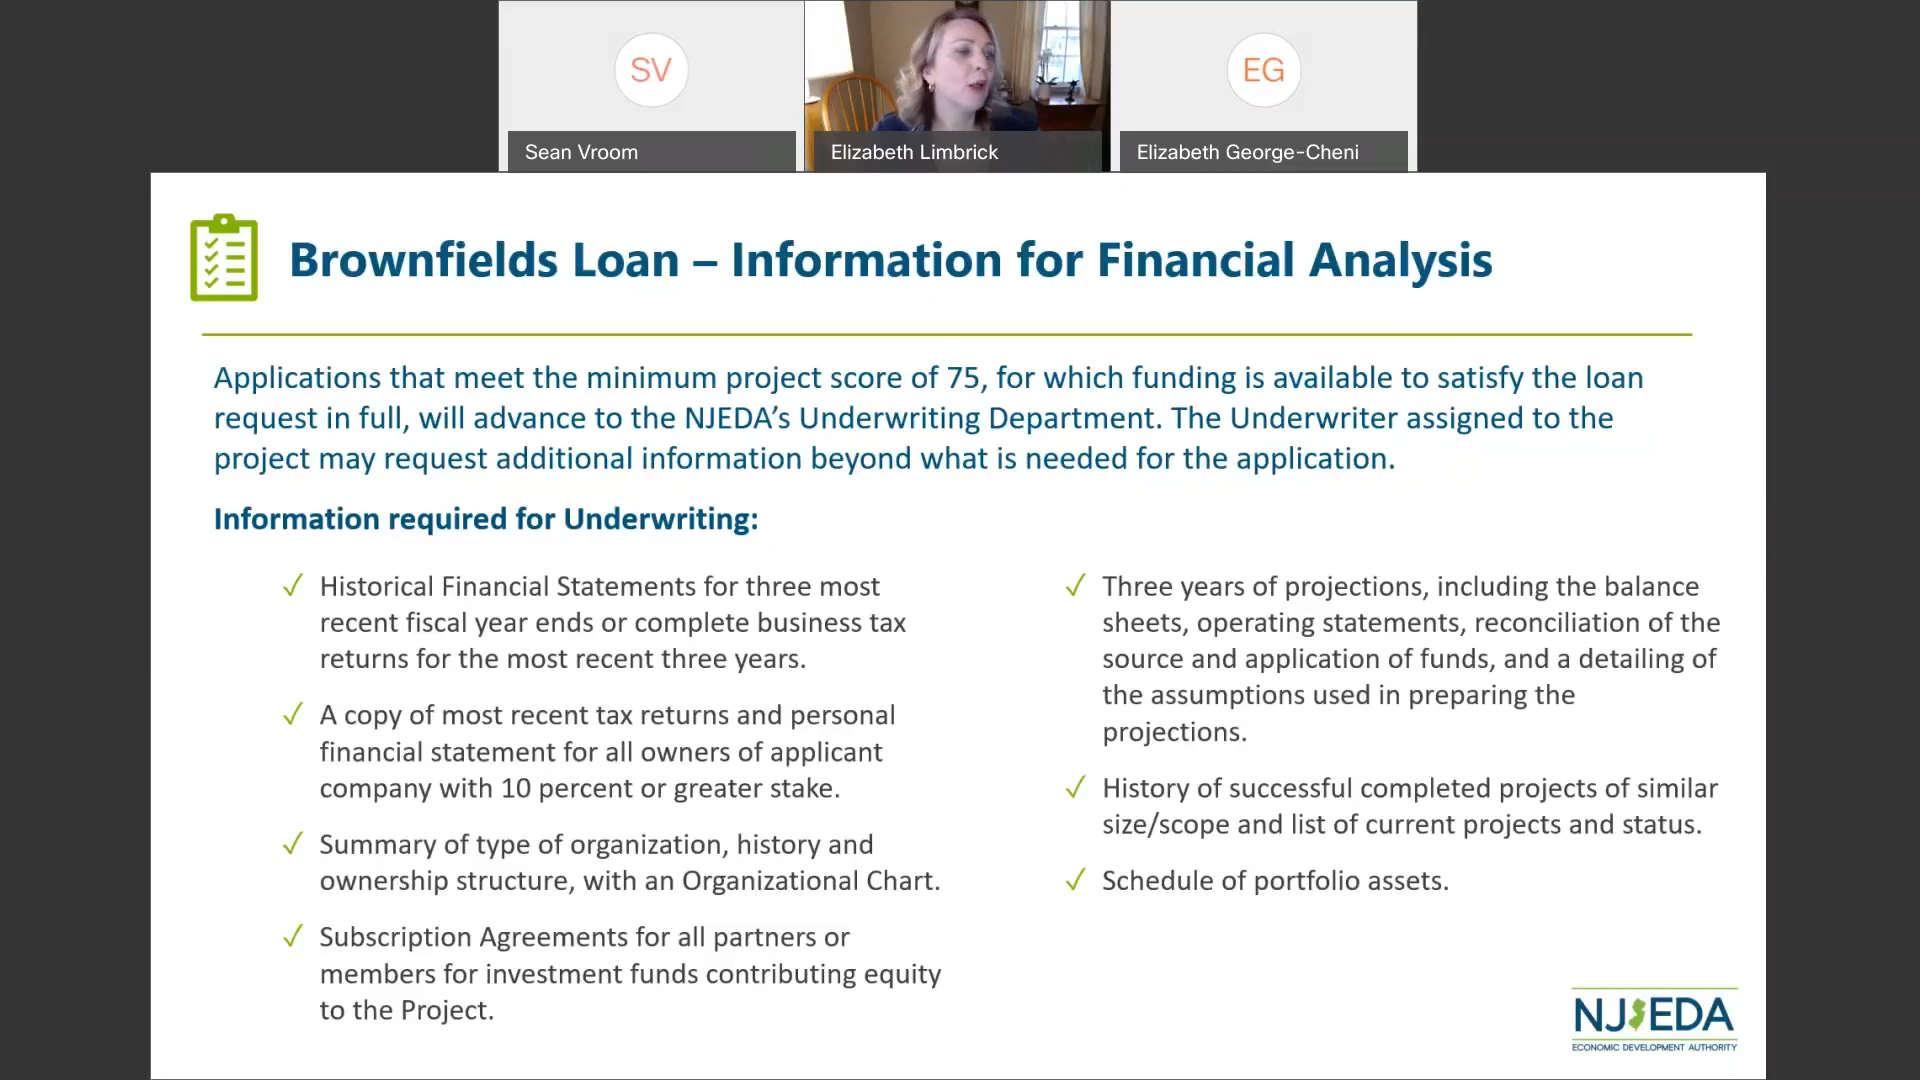 SV
EG
Sean Vroom
Elizabeth Limbrick
Elizabeth George-Cheni
Brownfields Loan – Information for Financial Analysis
Applications that meet the minimum project score of 75, for which funding is available to satisfy the loan
request in full, will advance to the NJEDA’s Underwriting Department. The Underwriter assigned to the
project may request additional information beyond what is needed for the application.
Information required for Underwriting:
✓ Historical Financial Statements for three most
recent fiscal year ends or complete business tax
returns for the most recent three years.
✓ A copy of most recent tax returns and personal
financial statement for all owners of applicant
company with 10 percent or greater stake.
✓ Summary of type of organization, history and
ownership structure, with an Organizational Chart.
✓ Subscription Agreements for all partners or
members for investment funds contributing equity
to the Project.
✓ Three years of projections, including the balance
sheets, operating statements, reconciliation of the
source and application of funds, and a detailing of
the assumptions used in preparing the
projections.
✓ History of successful completed projects of similar
size/scope and list of current projects and status.
✓ Schedule of portfolio assets.
NJEDA
ECONOMIC DEVELOPMENT AUTHORITY